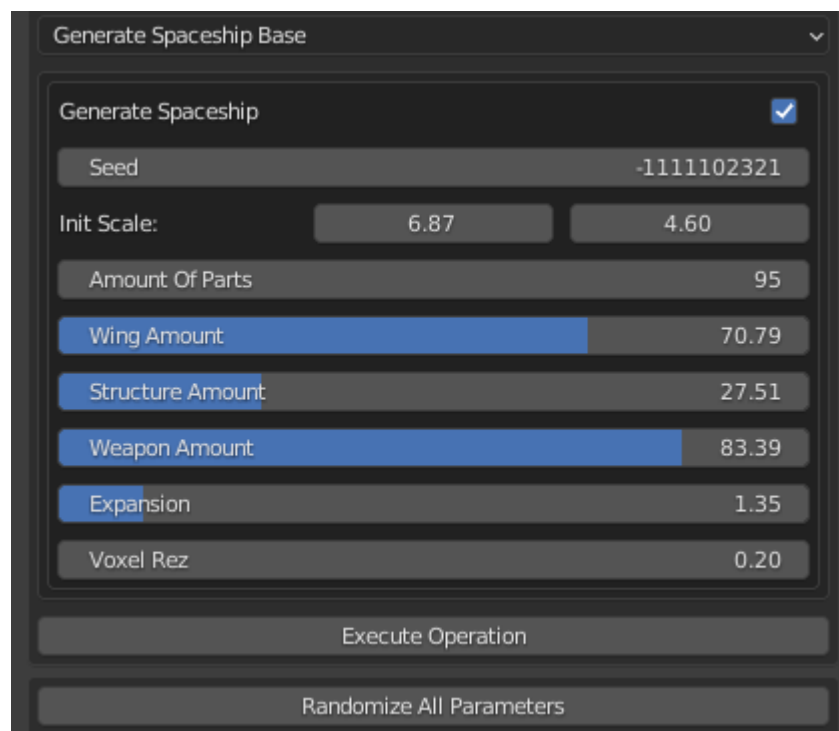 Generate Spaceship Base
Generate Spaceship
Seed -1111102321
Init Scale: 6.87 4.60
Amount Of Parts 95
Wing Amount 70.79
Structure Amount 27.51
Weapon Amount 83.39
Expansion 1.35
Voxel Rez 0.20
Execute Operation
Randomize All Parameters